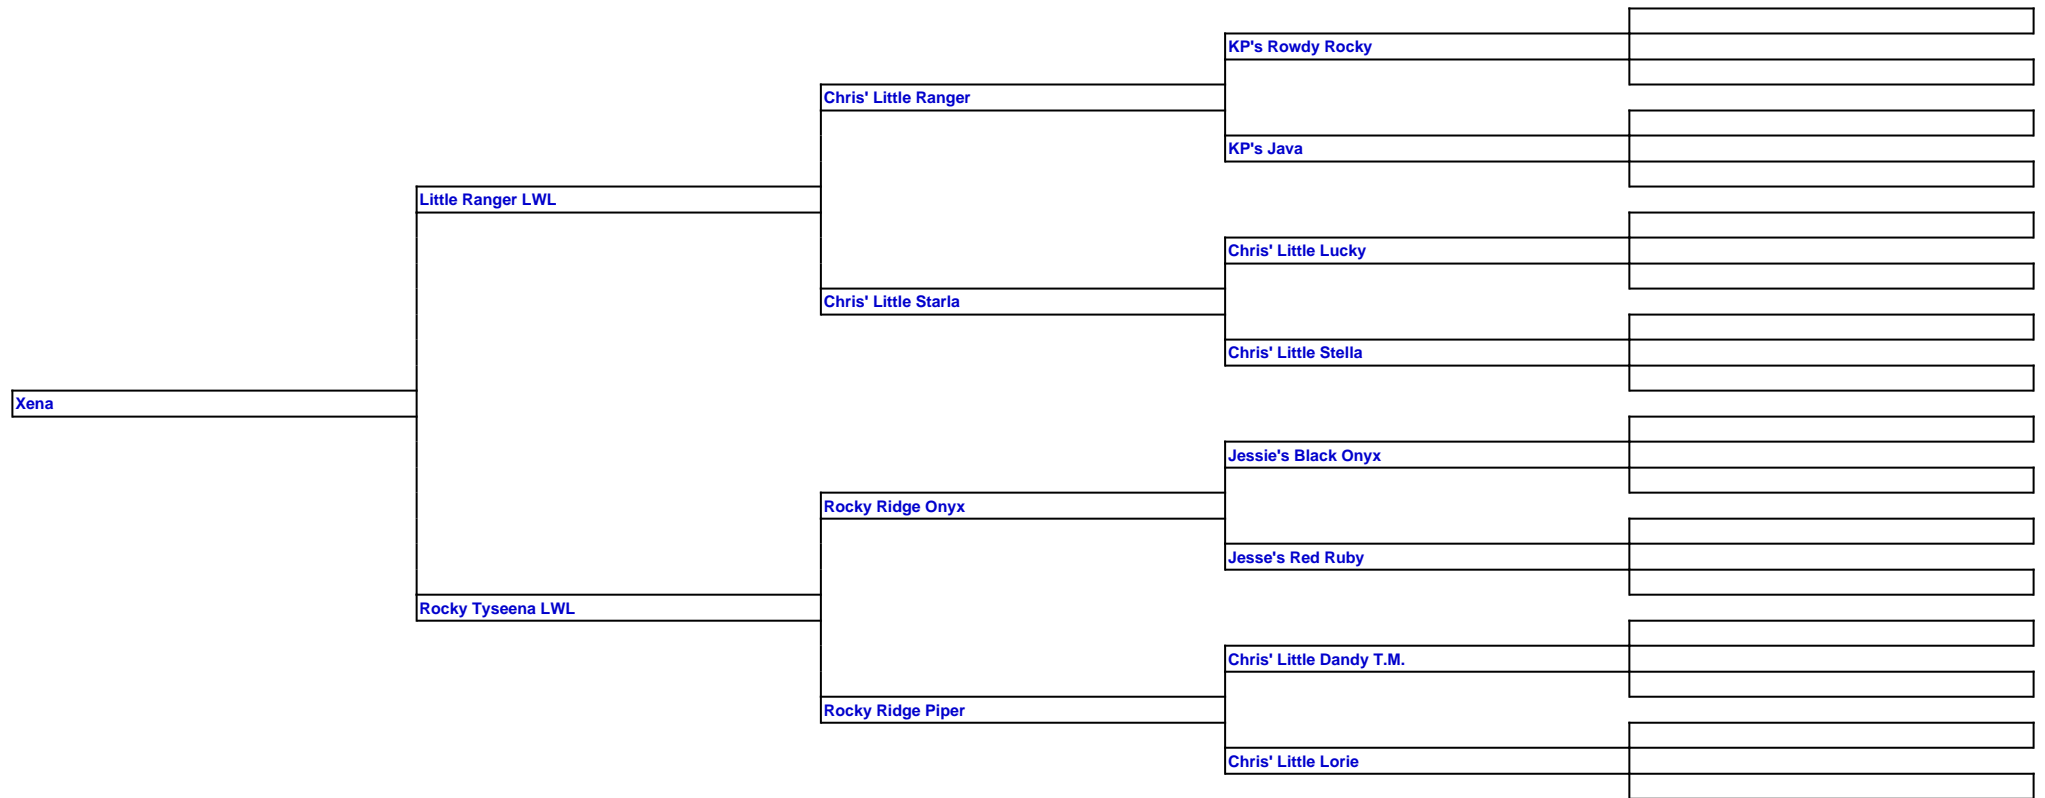 KP's Rowdy Rocky
Chris' Little Ranger
KP's Java
Little Ranger LWL
Chris' Little Lucky
Chris' Little Starla
Chris' Little Stella
Xena
Jessie's Black Onyx
Rocky Ridge Onyx
Jesse's Red Ruby
Rocky Tyseena LWL
Chris' Little Dandy T.M.
Rocky Ridge Piper
Chris' Little Lorie